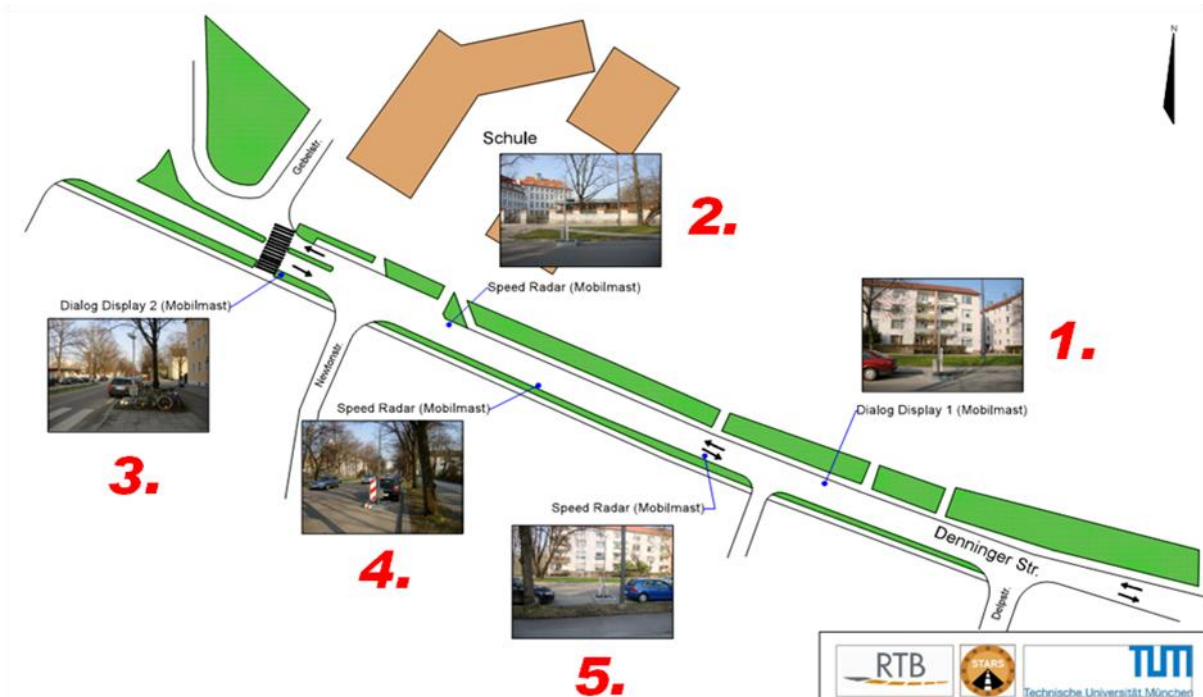 N
Gebelstr.
Schule
2.
Speed Radar (Mobilmast)
Dialog Display 2 (Mobilmast)
1.
Dialog Display 1 (Mobilmast)
Newtonstr.
Speed Radar (Mobilmast)
3.
4.
Speed Radar (Mobilmast)
5.
Denninger Str.
Delpstr.
RTB
STARS
TUM
Technische Universität München